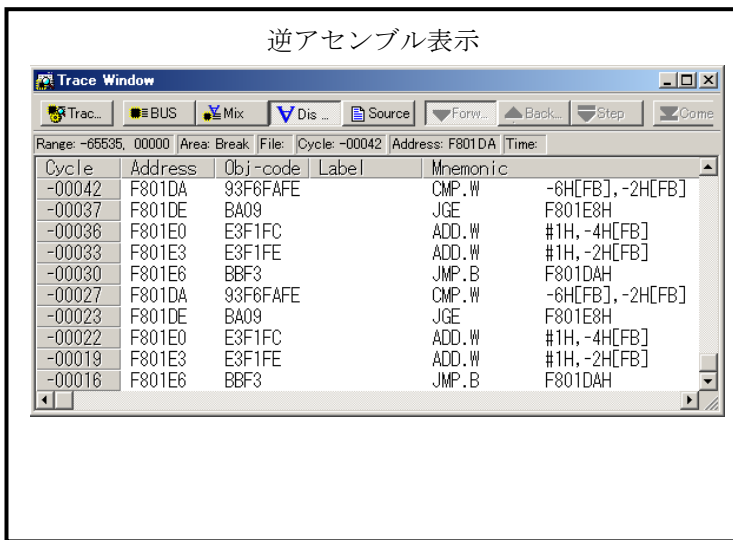 逆アセンブル表示
Trace Window
Trac... BUS Mix Dis ... Source Forw... Back... Step Come
Range: -65535, 00000 Area: Break File: Cycle: -00042 Address: F801DA Time:
Cycle Address Obj-code Label Mnemonic
-00042 F801DA 93F6FAFE CMP.W -6H[FB],-2H[FB]
-00037 F801DE BA09 JGE F801E8H
-00036 F801E0 E3F1FC ADD.W #1H,-4H[FB]
-00033 F801E3 E3F1FE ADD.W #1H,-2H[FB]
-00030 F801E6 BBF3 JMP.B F801DAH
-00027 F801DA 93F6FAFE CMP.W -6H[FB],-2H[FB]
-00023 F801DE BA09 JGE F801E8H
-00022 F801E0 E3F1FC ADD.W #1H,-4H[FB]
-00019 F801E3 E3F1FE ADD.W #1H,-2H[FB]
-00016 F801E6 BBF3 JMP.B F801DAH